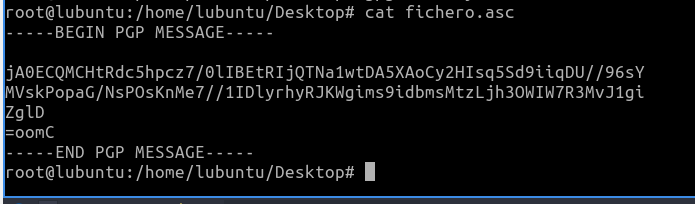 root@lubuntu:/home/lubuntu/Desktop# cat fichero.asc
-----BEGIN PGP MESSAGE-----

jA0ECQMCHtRdc5hpcz7/0lIBEtRIjQTNa1wtDA5XAoCy2HIsq5Sd9iiqDU//96sY
MVskPopaG/NsPOsKnMe7//1IDlyrhyRJKWgims9idbmsMtzLjh3OWIW7R3MvJ1gi
ZglD
=oomC
-----END PGP MESSAGE-----
root@lubuntu:/home/lubuntu/Desktop#